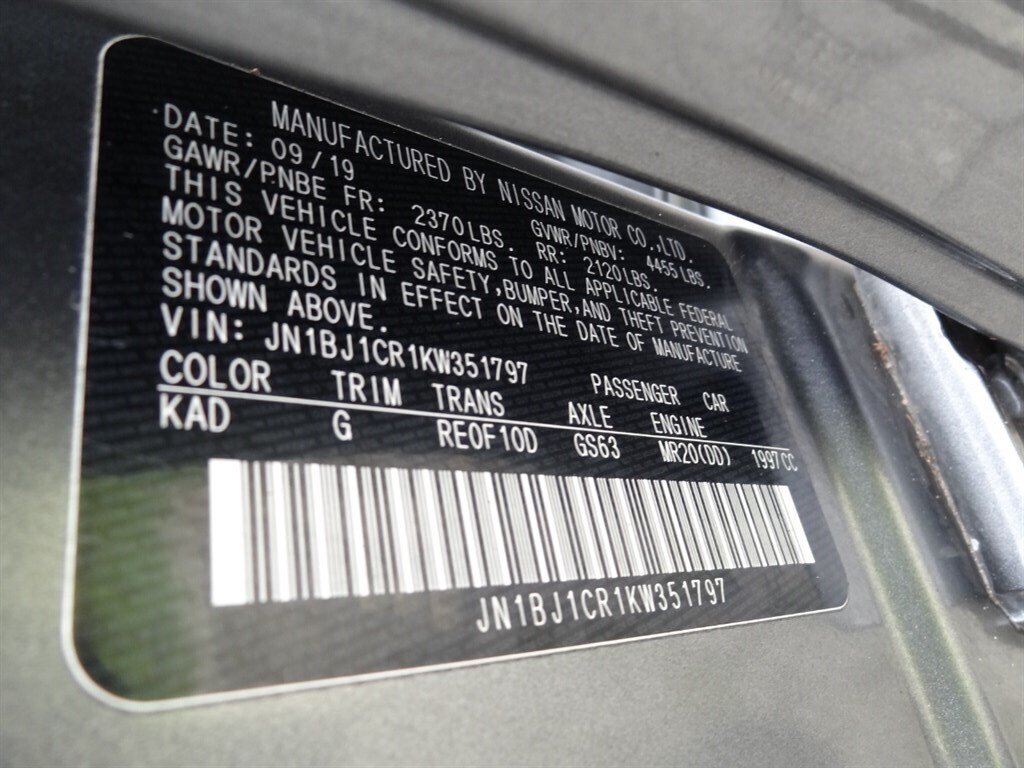 MANUFACTURED BY NISSAN MOTOR CO.,LTD.
DATE: 09/19 GVWR/PNBV: 4455LBS.
GAWR/PNBE FR: 2370LBS. RR: 2120LBS.
THIS VEHICLE CONFORMS TO ALL APPLICABLE FEDERAL
MOTOR VEHICLE SAFETY,BUMPER,AND THEFT PREVENTION
STANDARDS IN EFFECT ON THE DATE OF MANUFACTURE
SHOWN ABOVE.
VIN: JN1BJ1CR1KW351797 PASSENGER CAR
COLOR TRIM TRANS AXLE ENGINE
KAD G RE0F10D GS63 MR20(DD) 1997CC
JN1BJ1CR1KW351797